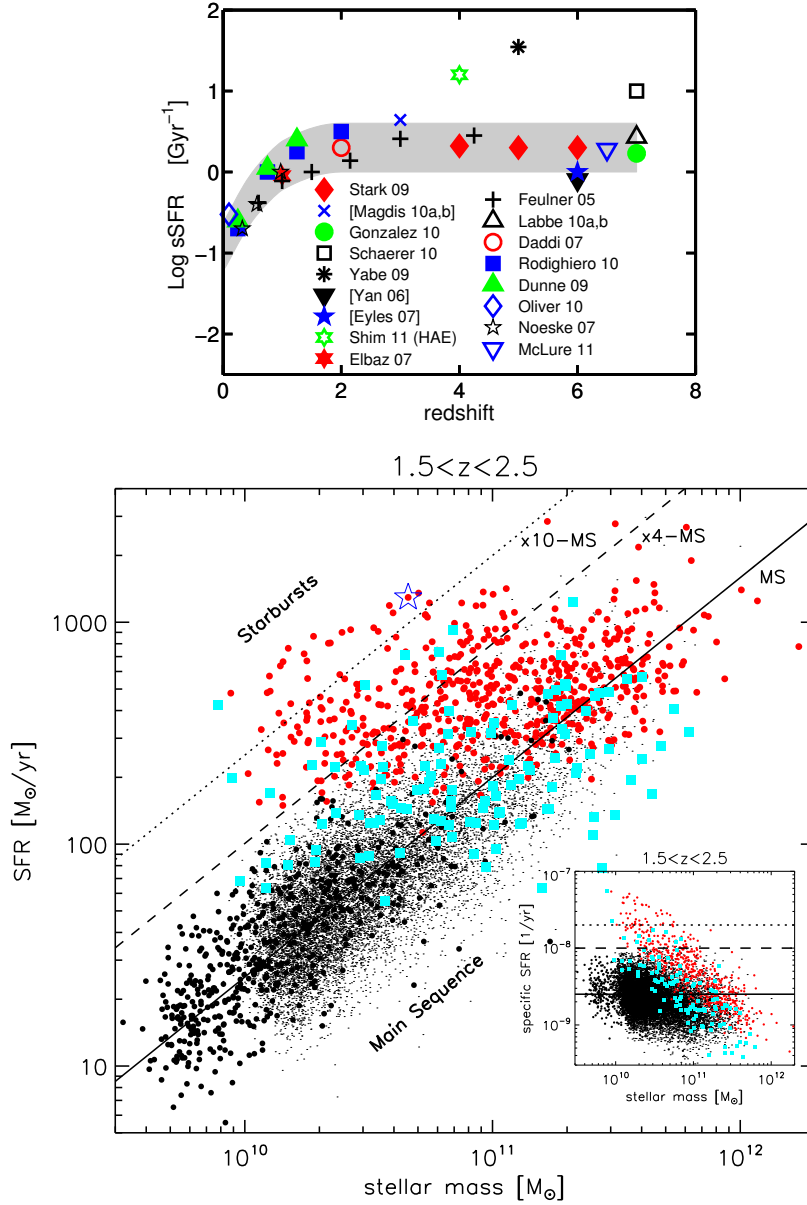 2
1
0
−1
−2
Log sSFR [Gyr⁻¹]
0 2 4 6 8
redshift
Stark 09
[Magdis 10a,b]
Gonzalez 10
Schaerer 10
Yabe 09
[Yan 06]
[Eyles 07]
Shim 11 (HAE)
Elbaz 07
Feulner 05
Labbe 10a,b
Daddi 07
Rodighiero 10
Dunne 09
Oliver 10
Noeske 07
McLure 11
1.5<z<2.5
x10−MS
x4−MS
MS
Starbursts
Main Sequence
1000
100
10
SFR [M☉/yr]
10¹⁰ 10¹¹ 10¹²
stellar mass [M☉]
1.5<z<2.5
10⁻⁷
10⁻⁸
10⁻⁹
specific SFR [1/yr]
10¹⁰ 10¹¹ 10¹²
stellar mass [M☉]